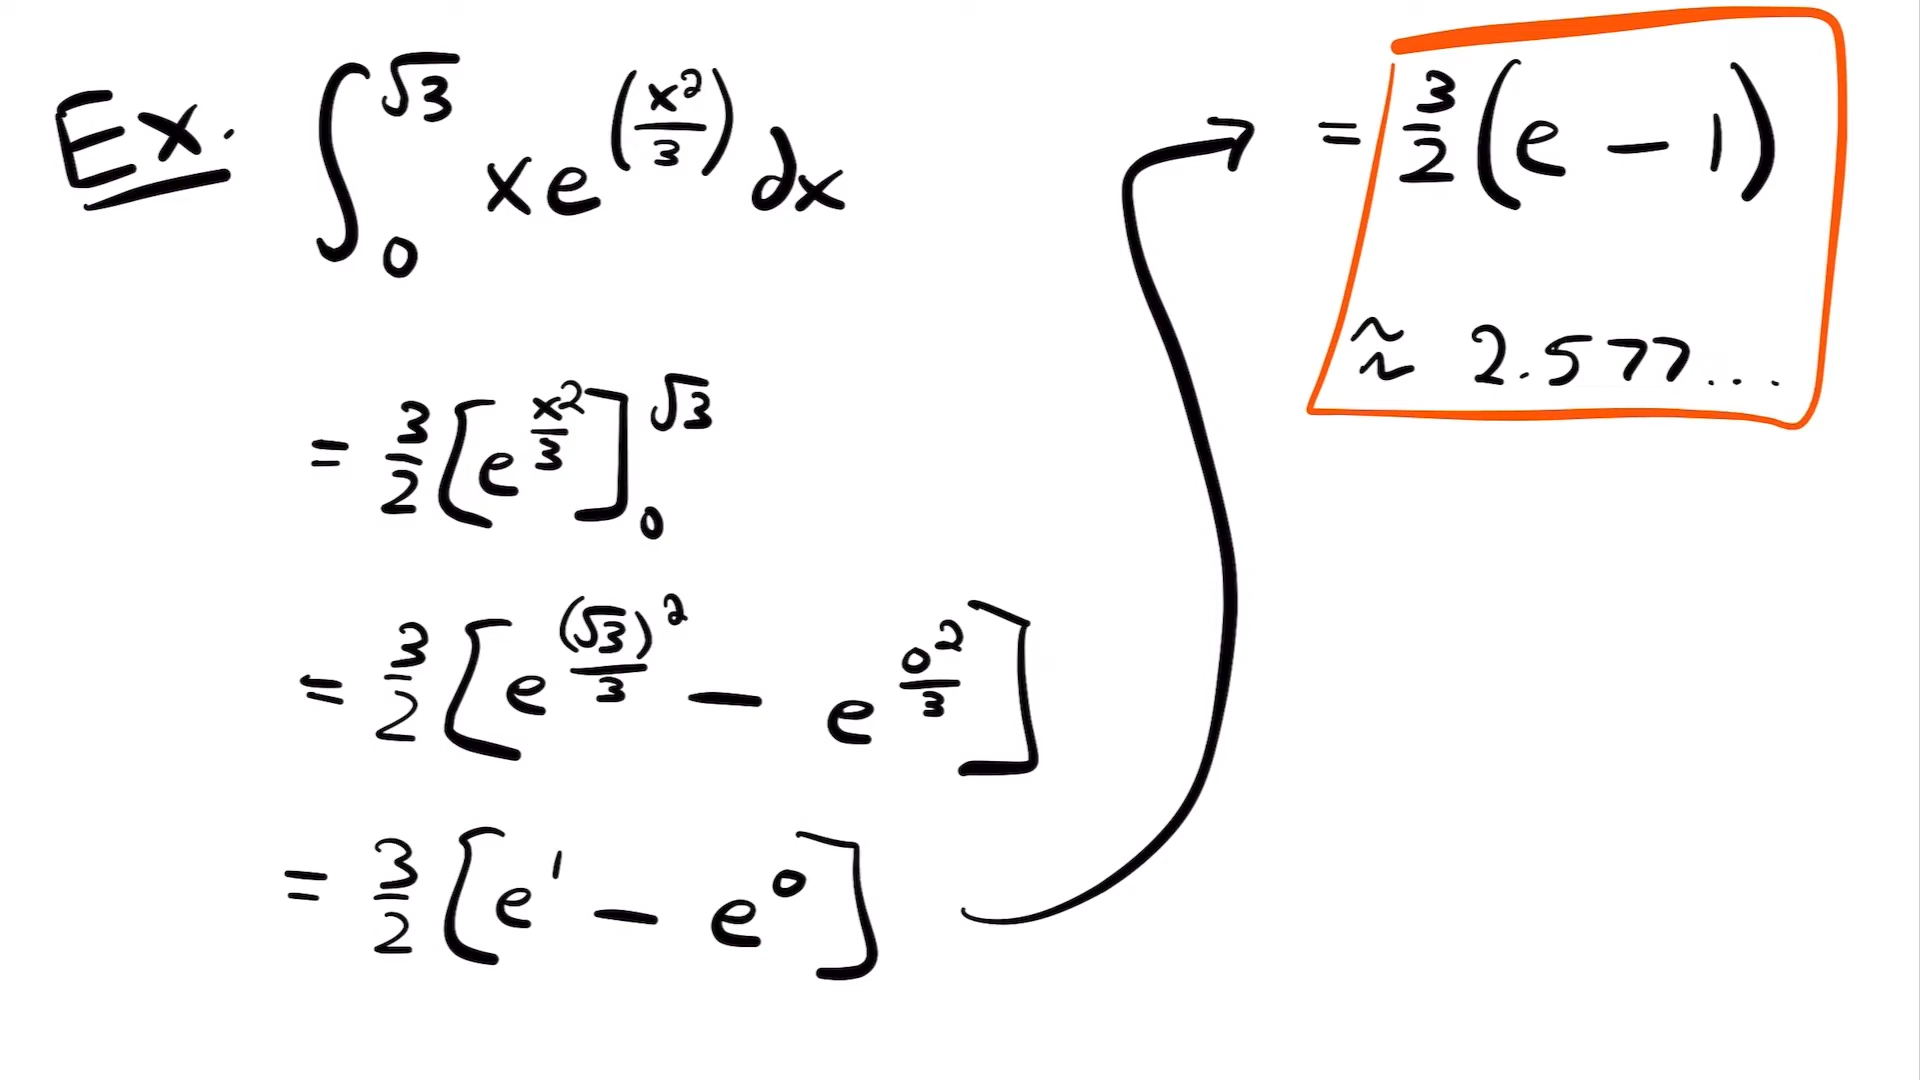 Ex. ∫₀^√3 xe^(x²/3) dx
= 3/2 [e^(x²/3)]₀^√3
= 3/2 [e^((√3)²/3) − e^(0²/3)]
= 3/2 [e¹ − e⁰]
= 3/2 (e − 1)
≈ 2.577...